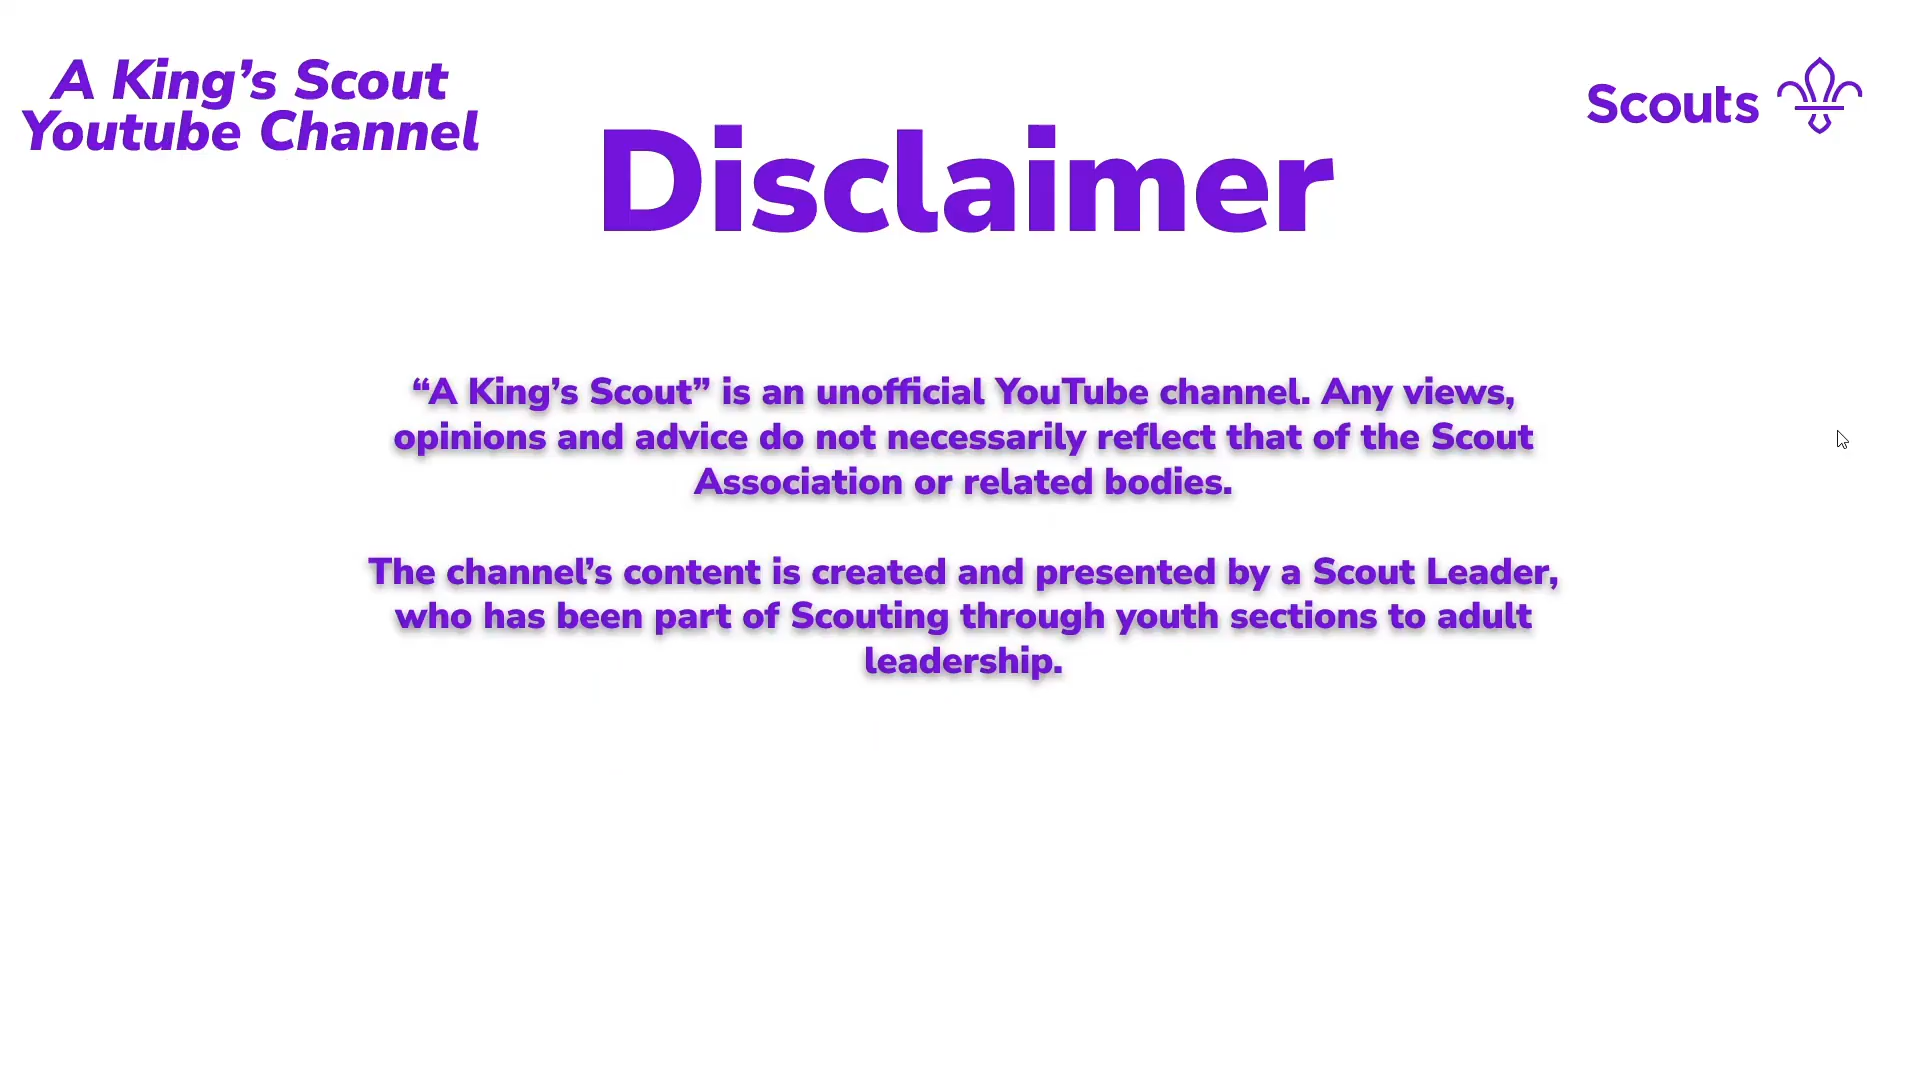 A King’s Scout
Youtube Channel
Scouts
Disclaimer
“A King’s Scout” is an unofficial YouTube channel. Any views,
opinions and advice do not necessarily reflect that of the Scout
Association or related bodies.
The channel’s content is created and presented by a Scout Leader,
who has been part of Scouting through youth sections to adult
leadership.